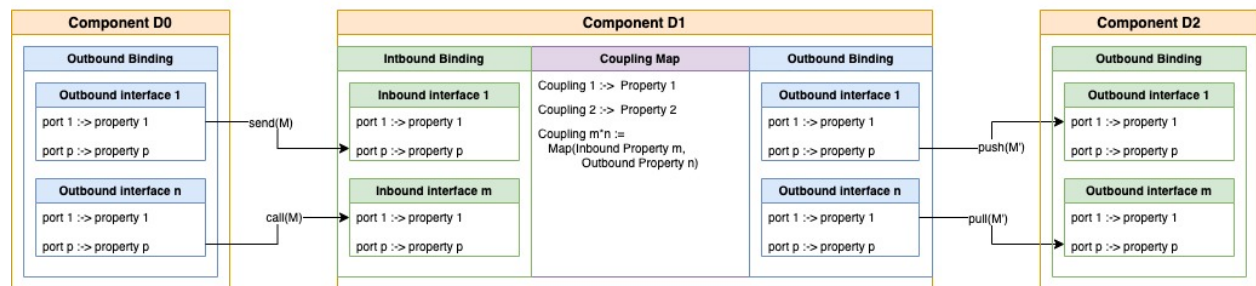 Component D0
Outbound Binding
Outbound interface 1
port 1 :-> property 1
port p :-> property p
Outbound interface n
port 1 :-> property 1
port p :-> property p
send(M)
call(M)
Component D1
Intbound Binding
Inbound interface 1
port 1 :-> property 1
port p :-> property p
Inbound interface m
port 1 :-> property 1
port p :-> property p
Coupling Map
Coupling 1 :-> Property 1
Coupling 2 :-> Property 2
Coupling m*n :=
Map(Inbound Property m,
Outbound Property n)
Outbound Binding
Outbound interface 1
port 1 :-> property 1
port p :-> property p
Outbound interface n
port 1 :-> property 1
port p :-> property p
push(M')
pull(M')
Component D2
Outbound Binding
Outbound interface 1
port 1 :-> property 1
port p :-> property p
Outbound interface m
port 1 :-> property 1
port p :-> property p